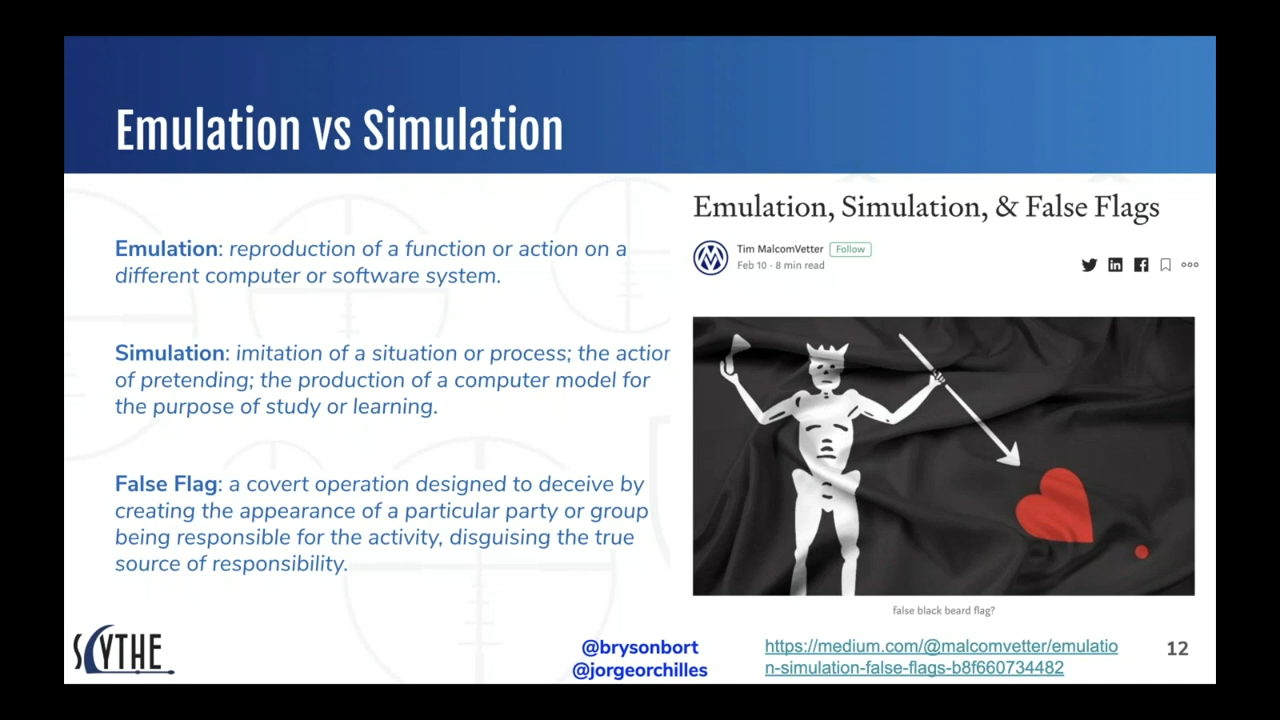 Emulation vs Simulation
Emulation: reproduction of a function or action on a
different computer or software system.
Simulation: imitation of a situation or process; the action
of pretending; the production of a computer model for
the purpose of study or learning.
False Flag: a covert operation designed to deceive by
creating the appearance of a particular party or group
being responsible for the activity, disguising the true
source of responsibility.
Emulation, Simulation, & False Flags
Tim MalcomVetter Follow
Feb 10 · 8 min read
false black beard flag?
SCYTHE
@brysonbort
@jorgeorchilles
https://medium.com/@malcomvetter/emulatio
n-simulation-false-flags-b8f660734482
12